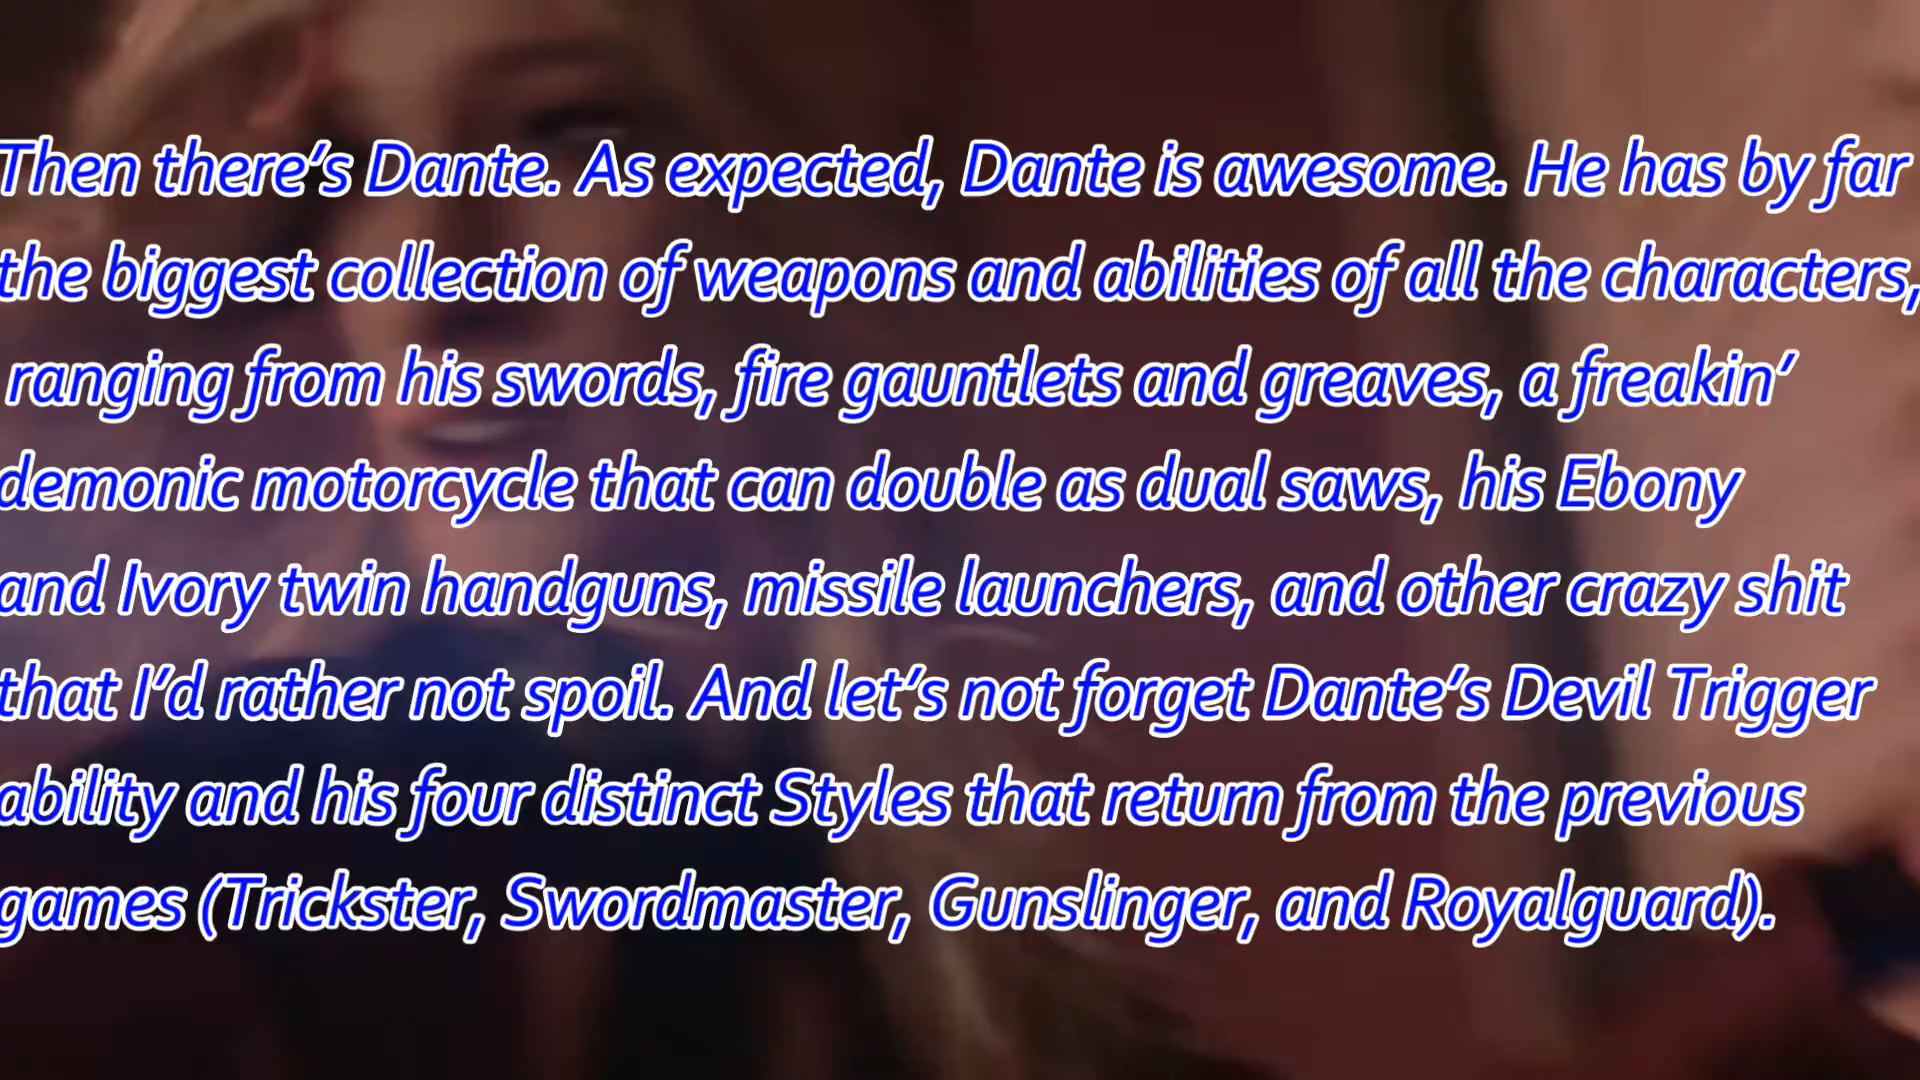 Then there’s Dante. As expected, Dante is awesome. He has by far
the biggest collection of weapons and abilities of all the characters,
ranging from his swords, fire gauntlets and greaves, a freakin’
demonic motorcycle that can double as dual saws, his Ebony
and Ivory twin handguns, missile launchers, and other crazy shit
that I’d rather not spoil. And let’s not forget Dante’s Devil Trigger
ability and his four distinct Styles that return from the previous
games (Trickster, Swordmaster, Gunslinger, and Royalguard).